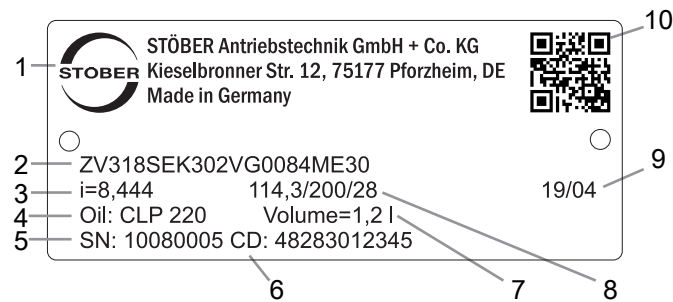 10
STÖBER
STÖBER Antriebstechnik GmbH + Co. KG
1
Kieselbronner Str. 12, 75177 Pforzheim, DE
Made in Germany
9
2
ZV318SEK302VG0084ME30
3
i=8,444 114,3/200/28 19/04
4
Oil: CLP 220 Volume=1,2 l
5
SN: 10080005 CD: 48283012345
6 7 8